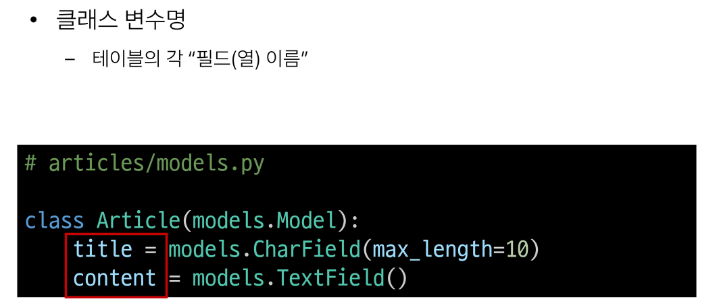 • 클래스 변수명
– 테이블의 각 “필드(열) 이름”
# articles/models.py
class Article(models.Model):
    title = models.CharField(max_length=10)
    content = models.TextField()